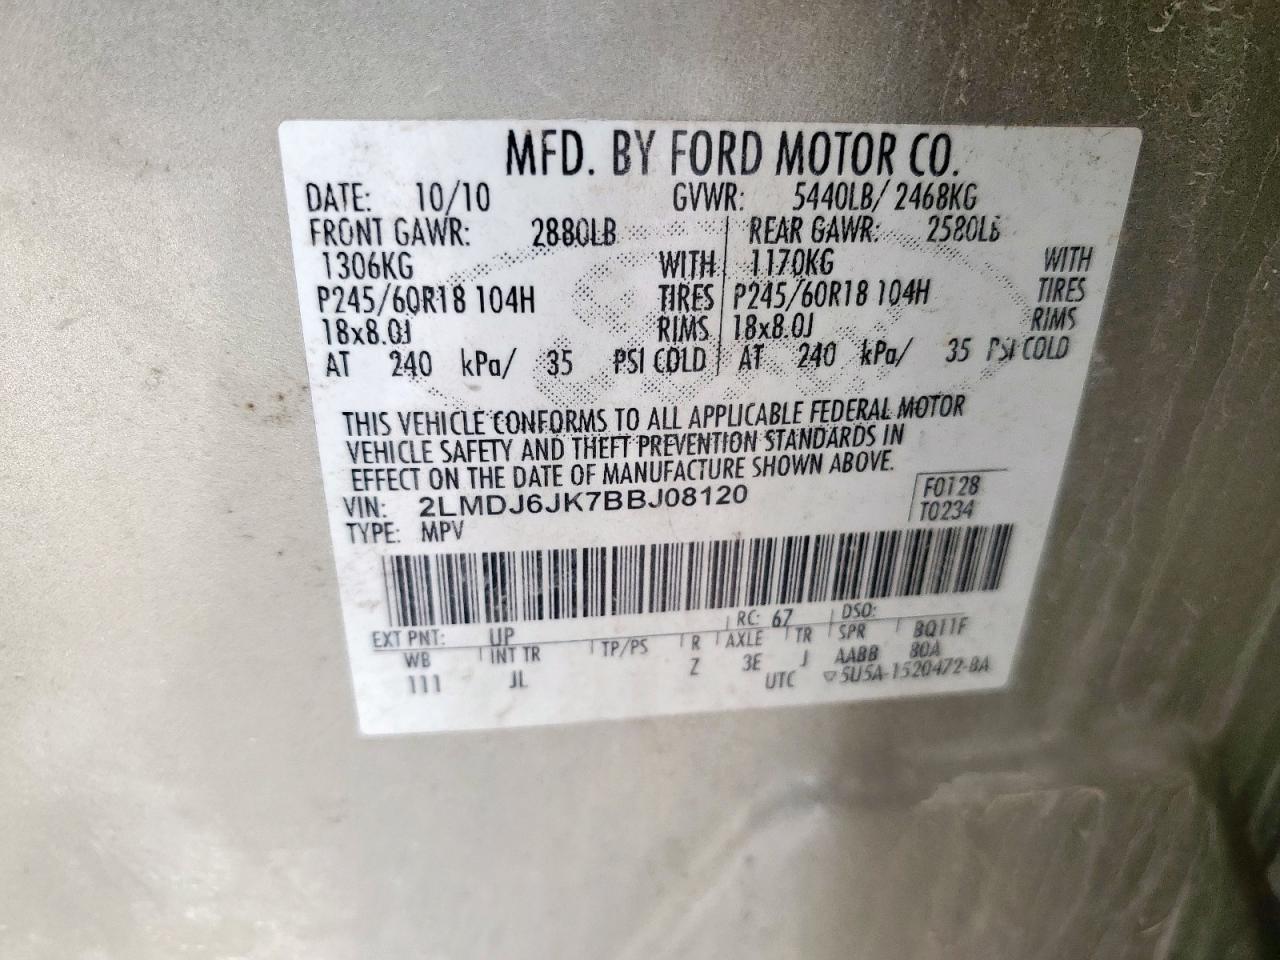 MFD. BY FORD MOTOR CO.
DATE: 10/10 GVWR: 5440LB/ 2468KG
FRONT GAWR: 2880LB REAR GAWR: 2580LB
1306KG WITH 1170KG WITH
P245/60R18 104H TIRES P245/60R18 104H TIRES
18x8.0J RIMS 18x8.0J RIMS
AT 240 kPa/ 35 PSI COLD AT 240 kPa/ 35 PSI COLD
THIS VEHICLE CONFORMS TO ALL APPLICABLE FEDERAL MOTOR
VEHICLE SAFETY AND THEFT PREVENTION STANDARDS IN
EFFECT ON THE DATE OF MANUFACTURE SHOWN ABOVE.
VIN: 2LMDJ6JK7BBJ08120 F0128
TYPE: MPV T0234
EXT PNT: UP RC: 67 DSO:
WB INT TR TP/PS R AXLE TR SPR 8Q11F
111 JL Z 3E J AABB 80A
UTC ▽5U5A-1520472-BA